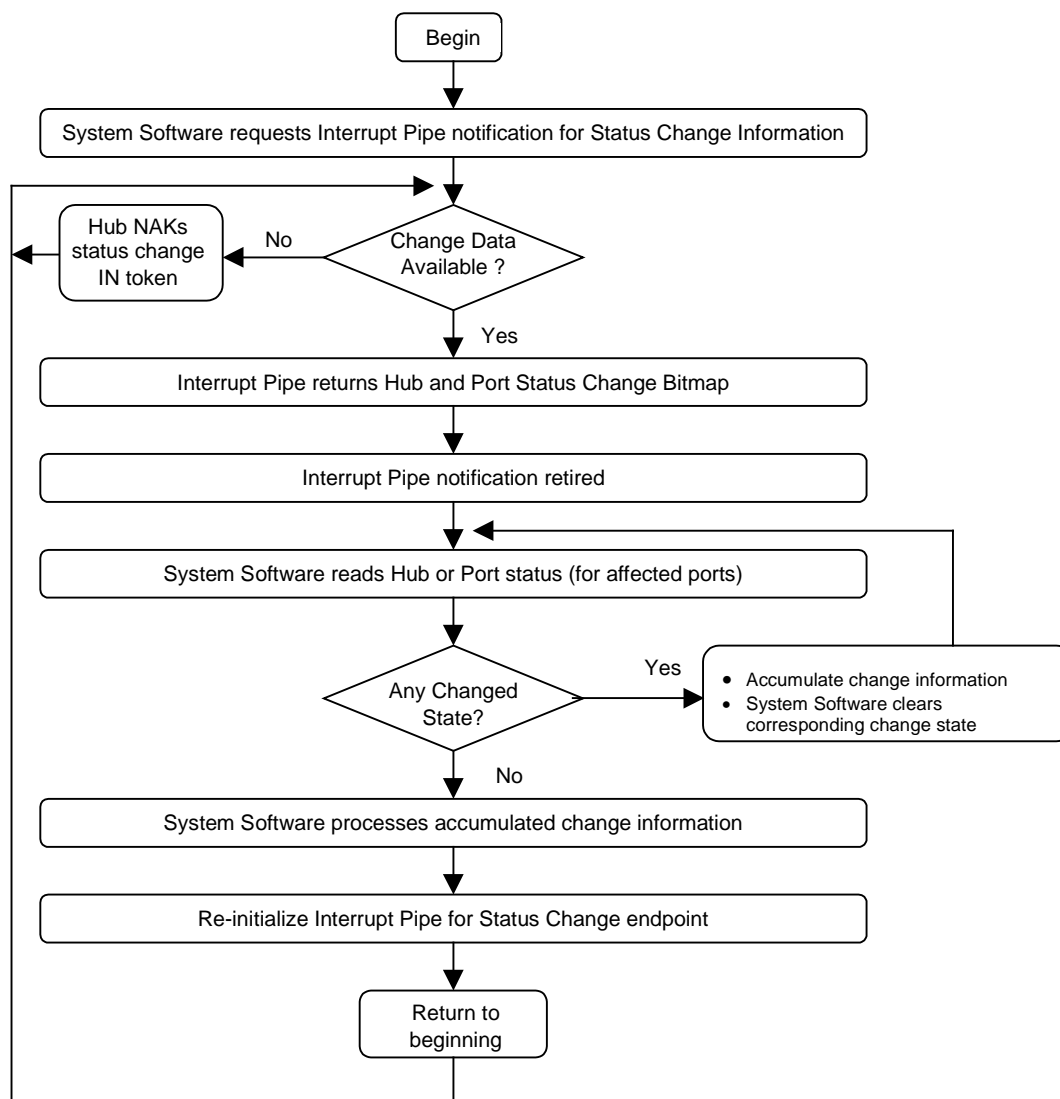 Begin
System Software requests Interrupt Pipe notification for Status Change Information
Hub NAKs
status change
IN token
No
Change Data
Available ?
Yes
Interrupt Pipe returns Hub and Port Status Change Bitmap
Interrupt Pipe notification retired
System Software reads Hub or Port status (for affected ports)
Any Changed
State?
Yes
• Accumulate change information
• System Software clears
corresponding change state
No
System Software processes accumulated change information
Re-initialize Interrupt Pipe for Status Change endpoint
Return to
beginning